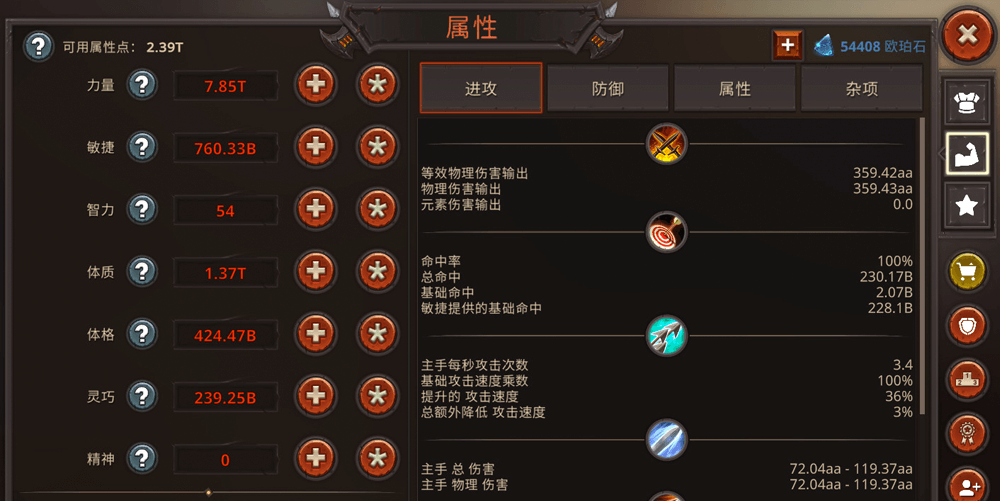 属性
可用属性点： 2.39T
54408 欧珀石
力量 7.85T
敏捷 760.33B
智力 54
体质 1.37T
体格 424.47B
灵巧 239.25B
精神 0
进攻 防御 属性 杂项
等效物理伤害输出 359.42aa
物理伤害输出 359.43aa
元素伤害输出 0.0
命中率 100%
总命中 230.17B
基础命中 2.07B
敏捷提供的基础命中 228.1B
主手每秒攻击次数 3.4
基础攻击速度乘数 100%
提升的 攻击速度 36%
总额外降低 攻击速度 3%
主手 总 伤害 72.04aa - 119.37aa
主手 物理 伤害 72.04aa - 119.37aa